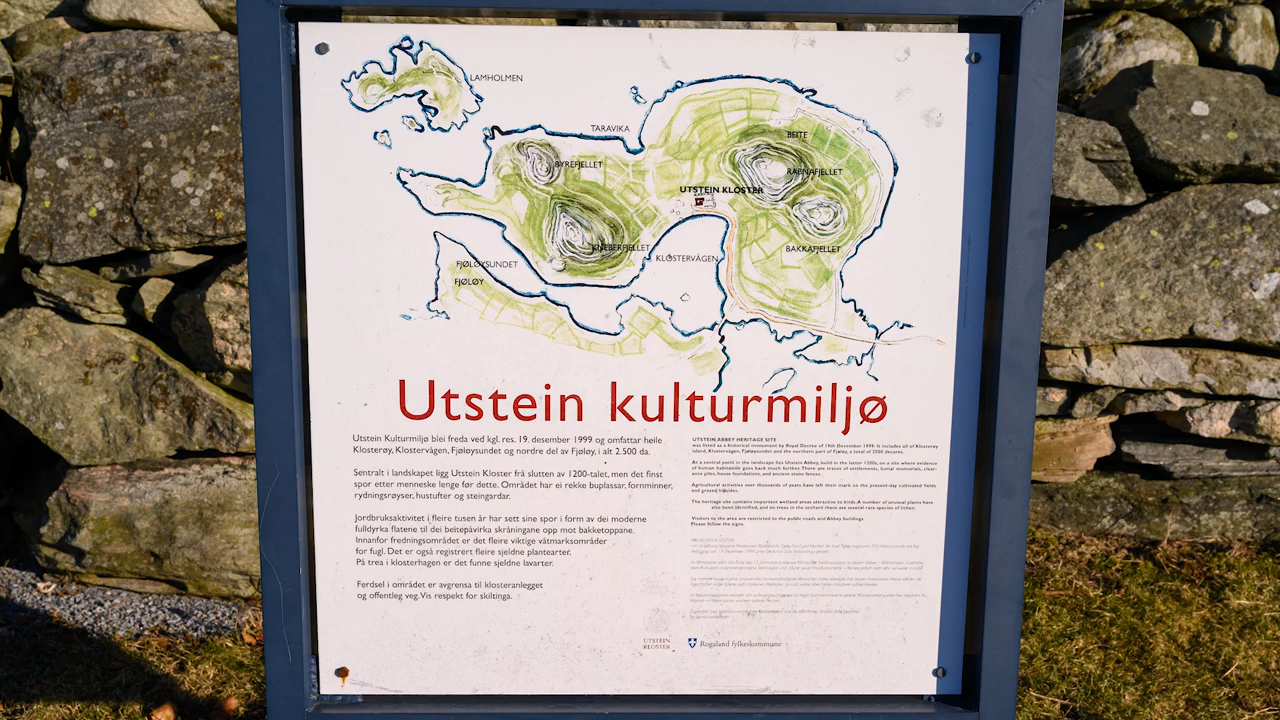 LAMHOLMEN
TARAVIKA
BEITE
BYREFJELLET
RABNAFJELLET
UTSTEIN KLOSTER
KNEBERFJELLET
BAKKAFJELLET
KLOSTERVÅGEN
FJØLØYSUNDET
FJØLØY
Utstein kulturmiljø
Utstein Kulturmiljø blei freda ved kgl. res. 19. desember 1999 og omfattar heile
Klosterøy, Klostervågen, Fjøløysundet og nordre del av Fjøløy, i alt 2.500 da.
Sentralt i landskapet ligg Utstein Kloster frå slutten av 1200-talet, men det finst
spor etter menneske lenge før dette. Området har ei rekke buplassar, fornminner,
rydningsrøyser, hustufter og steingardar.
Jordbruksaktivitet i fleire tusen år har sett sine spor i form av dei moderne
fulldyrka flatene til dei beitepåvirka skråningane opp mot bakketoppane.
Innanfor fredningsområdet er det fleire viktige våtmarksområder
for fugl. Det er også registrert fleire sjeldne plantearter.
På trea i klosterhagen er det funne sjeldne lavarter.
Ferdsel i området er avgrensa til klosteranlegget
og offentleg veg. Vis respekt for skiltinga.
UTSTEIN ABBEY HERITAGE SITE
was listed as a historical monument by Royal Decree of 19th December 1999. It includes all of Klosterøy
island, Klostervågen, Fjøløysundet and the northern part of Fjøløy, a total of 2500 decares.
At a central point in the landscape lies Utstein Abbey, build in the latter 1200s, on a site where evidence
of human habitation goes back much further. There are traces of settlements, burial memorials, clear-
ance piles, house foundations, and ancient stone fences.
Agricultural activities over thousands of years have left their mark on the present-day cultivated fields
and grazed hillsides.
The heritage site contains important wetland areas attractive to birds. A number of unusual plants have
also been identified, and on trees in the orchard there are several rare species of lichen.
Visitors to the area are restricted to the public roads and Abbey buildings.
Please follow the signs.
UTSTEIN
KLOSTER
Rogaland fylkeskommune